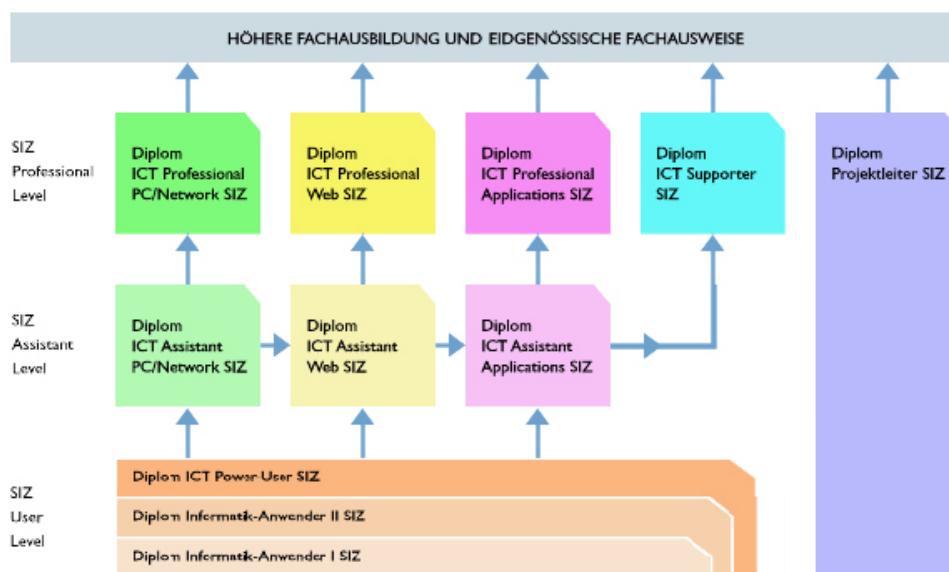 HÖHERE FACHAUSBILDUNG UND EIDGENÖSSISCHE FACHAUSWEISE
SIZ
Professional
Level
Diplom
ICT Professional
PC/Network SIZ
Diplom
ICT Professional
Web SIZ
Diplom
ICT Professional
Applications SIZ
Diplom
ICT Supporter
SIZ
Diplom
Projektleiter SIZ
SIZ
Assistant
Level
Diplom
ICT Assistant
PC/Network SIZ
Diplom
ICT Assistant
Web SIZ
Diplom
ICT Assistant
Applications SIZ
SIZ
User
Level
Diplom ICT Power-User SIZ
Diplom Informatik-Anwender II SIZ
Diplom Informatik-Anwender I SIZ